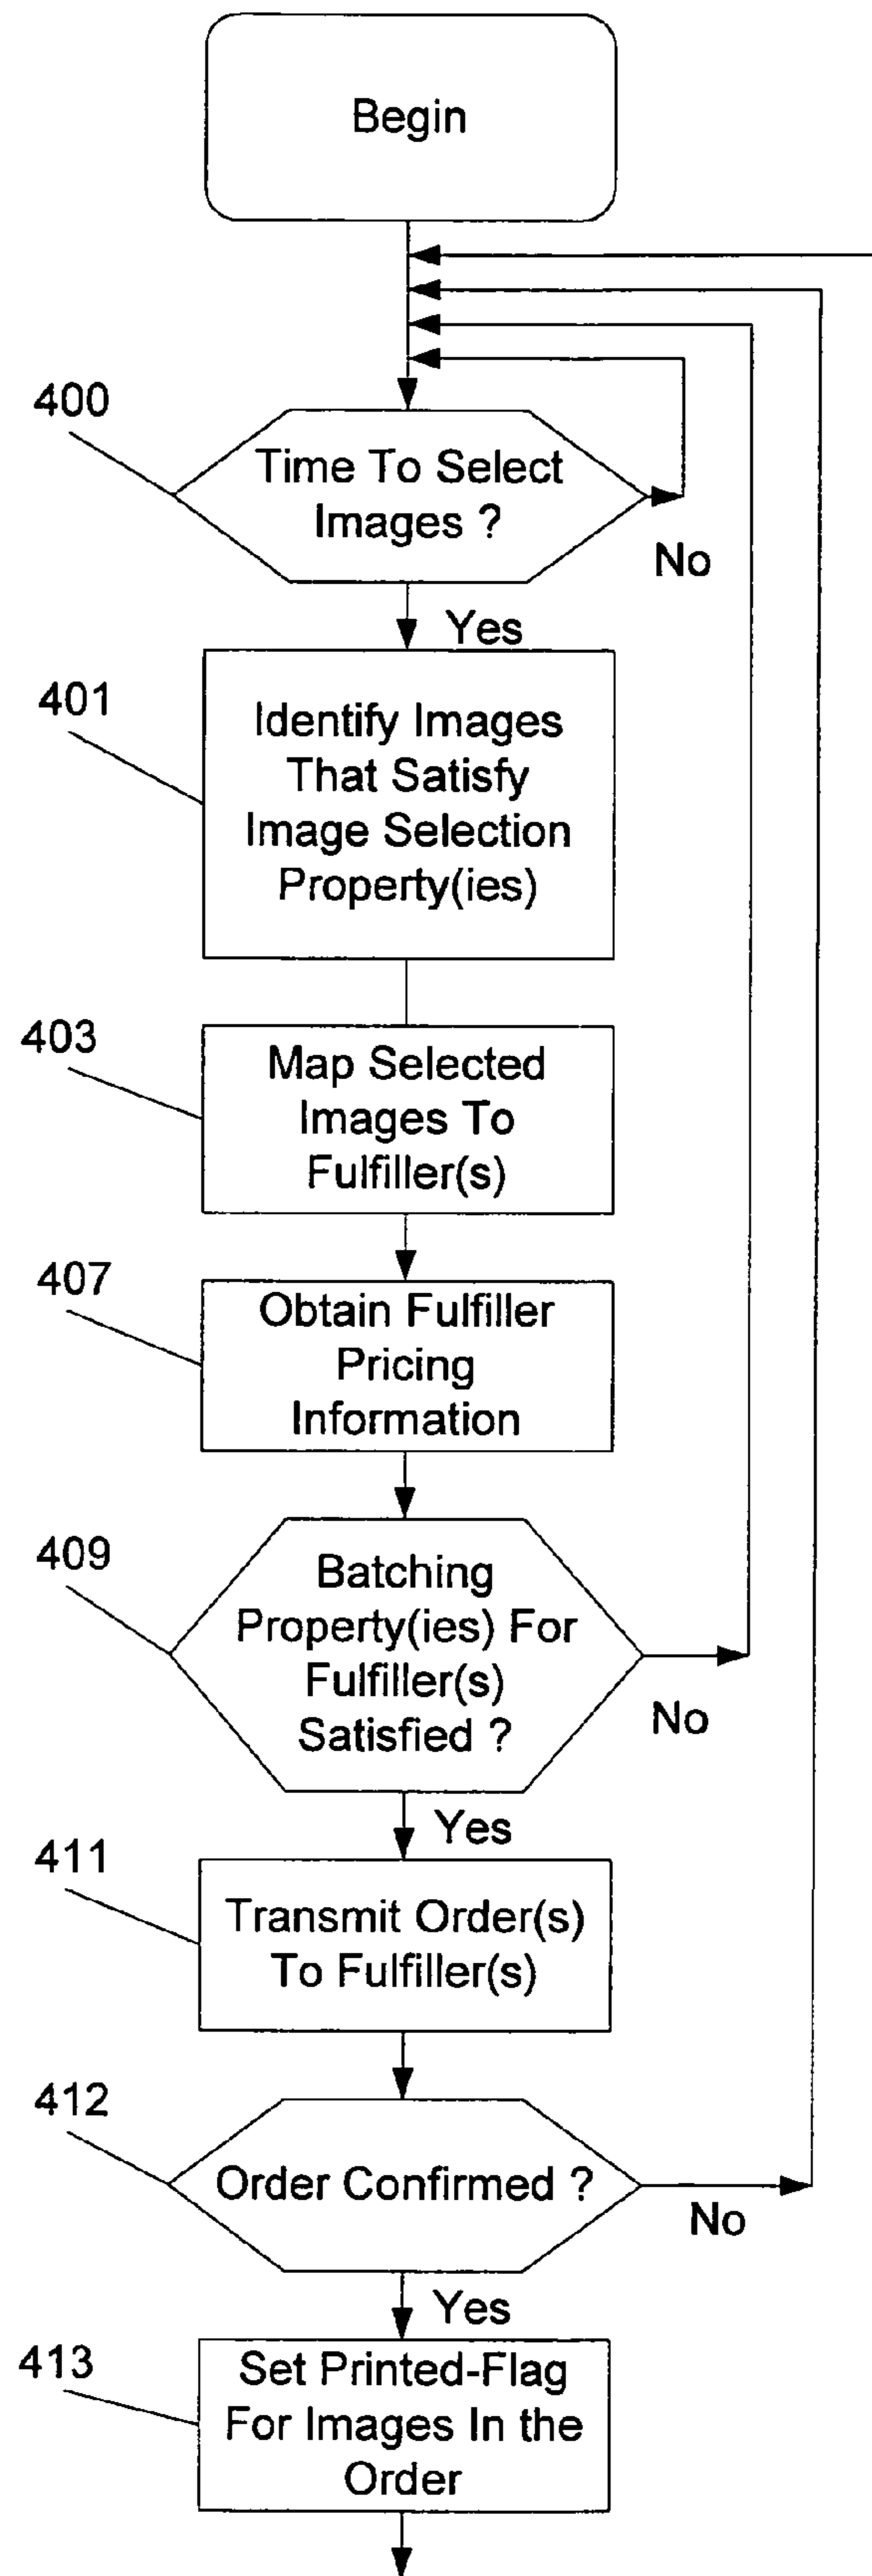 Begin
400
Time To Select
Images ?
No
Yes
401
Identify Images
That Satisfy
Image Selection
Property(ies)
403
Map Selected
Images To
Fulfiller(s)
407
Obtain Fulfiller
Pricing
Information
409
Batching
Property(ies) For
Fulfiller(s)
Satisfied ?
No
Yes
411
Transmit Order(s)
To Fulfiller(s)
412
Order Confirmed ?
No
Yes
413
Set Printed-Flag
For Images In the
Order